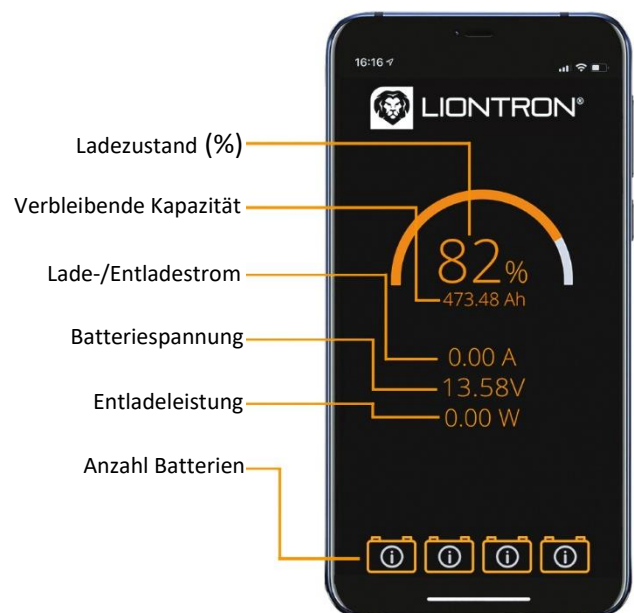 16:16
LIONTRON®
Ladezustand (%)
Verbleibende Kapazität
Lade-/Entladestrom
Batteriespannung
Entladeleistung
Anzahl Batterien
82%
473.48 Ah
0.00 A
13.58V
0.00 W